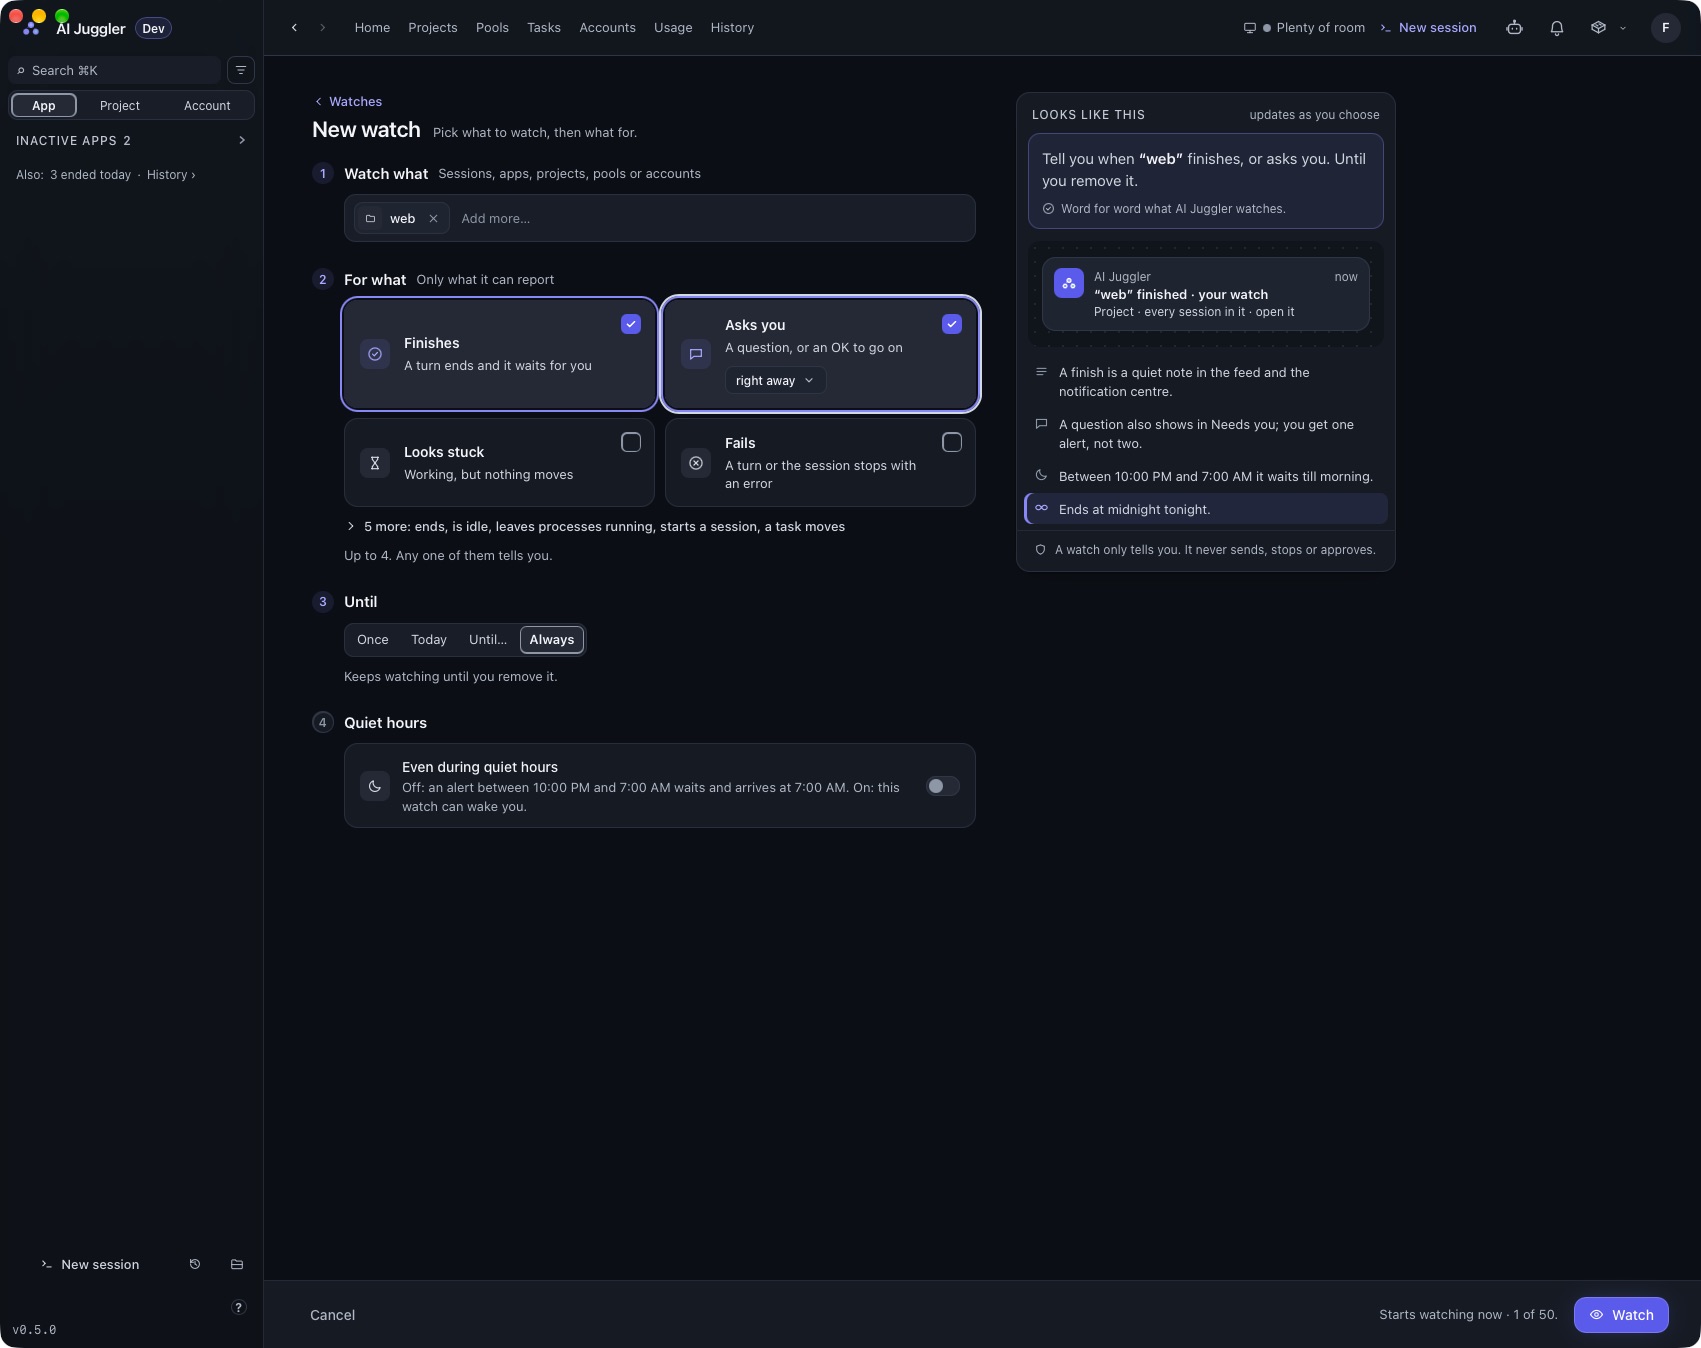 AI Juggler Dev
Search ⌘K
App Project Account
INACTIVE APPS 2
Also: 3 ended today · History ›
New session
?
v0.5.0
Home Projects Pools Tasks Accounts Usage History
Plenty of room New session F
Watches
New watch Pick what to watch, then what for.
1 Watch what Sessions, apps, projects, pools or accounts
web Add more...
2 For what Only what it can report
Finishes
A turn ends and it waits for you
Asks you
A question, or an OK to go on
right away
Looks stuck
Working, but nothing moves
Fails
A turn or the session stops with
an error
5 more: ends, is idle, leaves processes running, starts a session, a task moves
Up to 4. Any one of them tells you.
3 Until
Once Today Until... Always
Keeps watching until you remove it.
4 Quiet hours
Even during quiet hours
Off: an alert between 10:00 PM and 7:00 AM waits and arrives at 7:00 AM. On: this
watch can wake you.
LOOKS LIKE THIS updates as you choose
Tell you when “web” finishes, or asks you. Until
you remove it.
Word for word what AI Juggler watches.
AI Juggler now
“web” finished · your watch
Project · every session in it · open it
A finish is a quiet note in the feed and the
notification centre.
A question also shows in Needs you; you get one
alert, not two.
Between 10:00 PM and 7:00 AM it waits till morning.
Ends at midnight tonight.
A watch only tells you. It never sends, stops or approves.
Cancel Starts watching now · 1 of 50. Watch